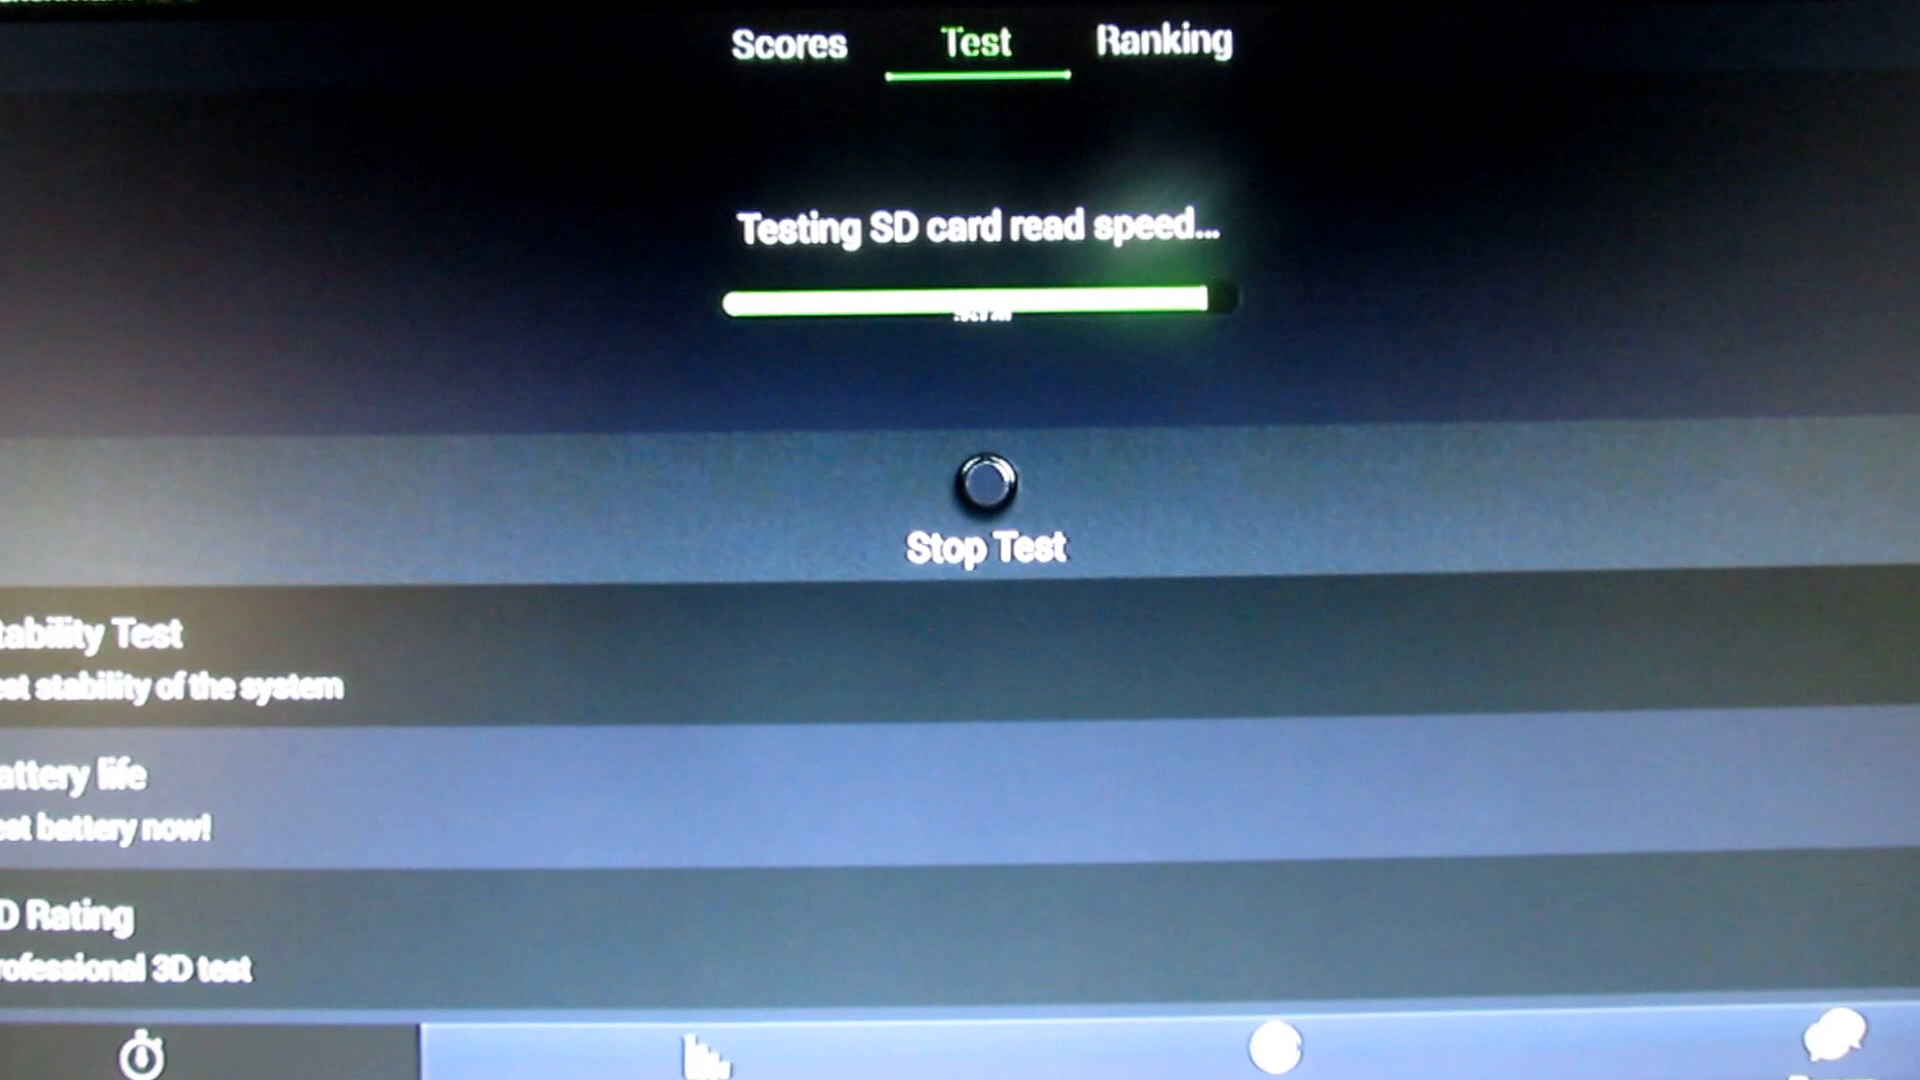 Scores Test Ranking
Testing SD card read speed...
Stop Test
tability Test
est stability of the system
attery life
est battery now!
D Rating
rofessional 3D test